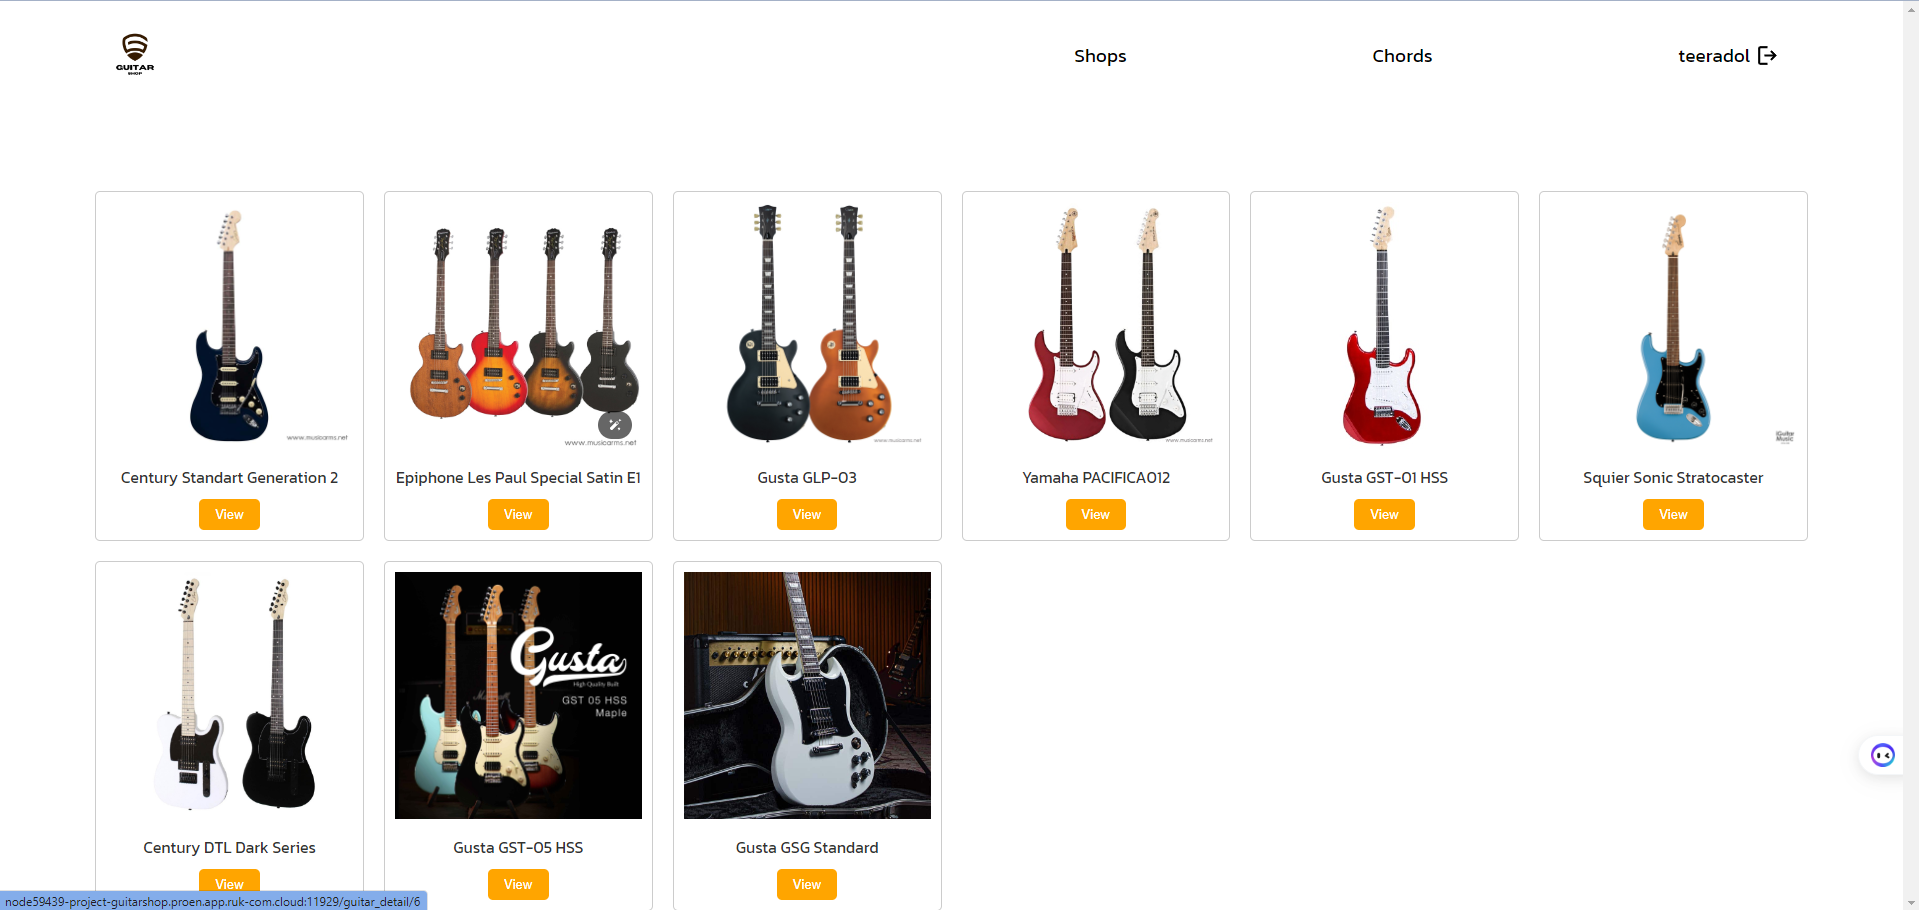 GUITAR
SHOP
Shops
Chords
teeradol
www.musicarms.net
www.musicarms.net
www.musicarms.net
www.musicarms.net
iGuitar
Music
Century Standart Generation 2
Epiphone Les Paul Special Satin E1
Gusta GLP-03
Yamaha PACIFICA012
Gusta GST-01 HSS
Squier Sonic Stratocaster
View
View
View
View
View
View
Gusta
High Quality Built
GST 05 HSS
Maple
Century DTL Dark Series
Gusta GST-05 HSS
Gusta GSG Standard
View
View
View
node59439-project-guitarshop.proen.app.ruk-com.cloud:11929/guitar_detail/6